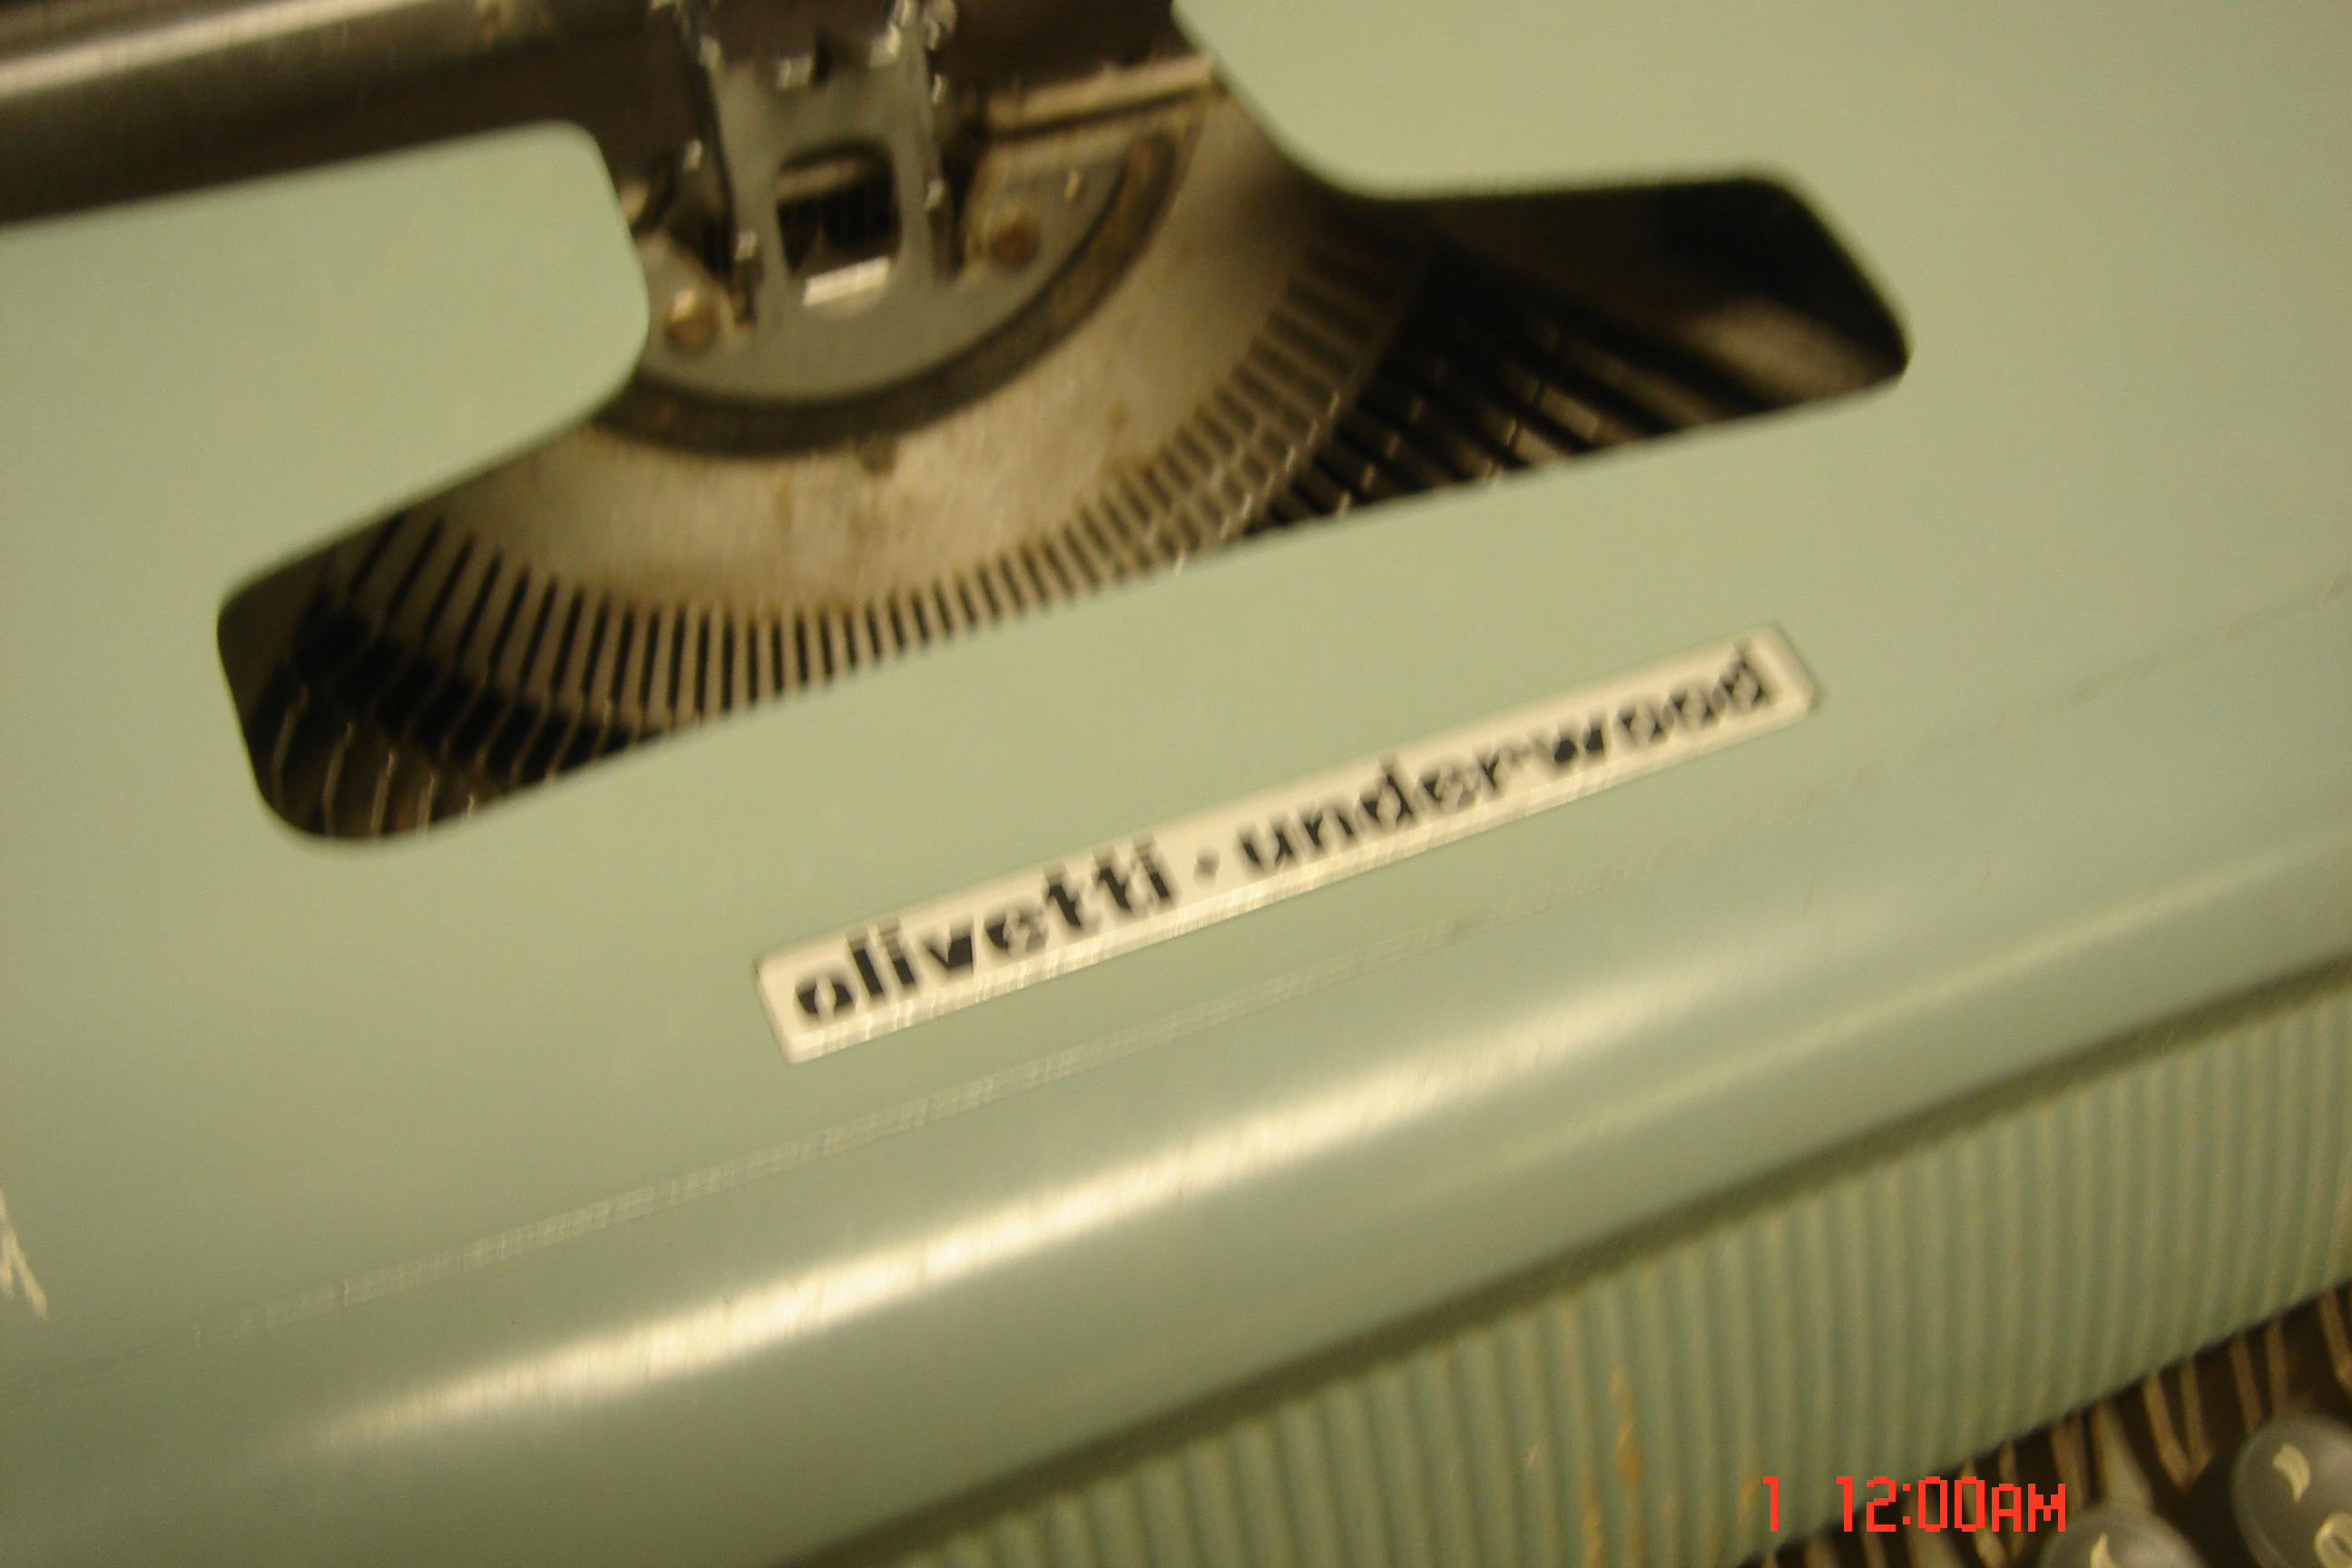 olivetti · underwood
1 12:00AM